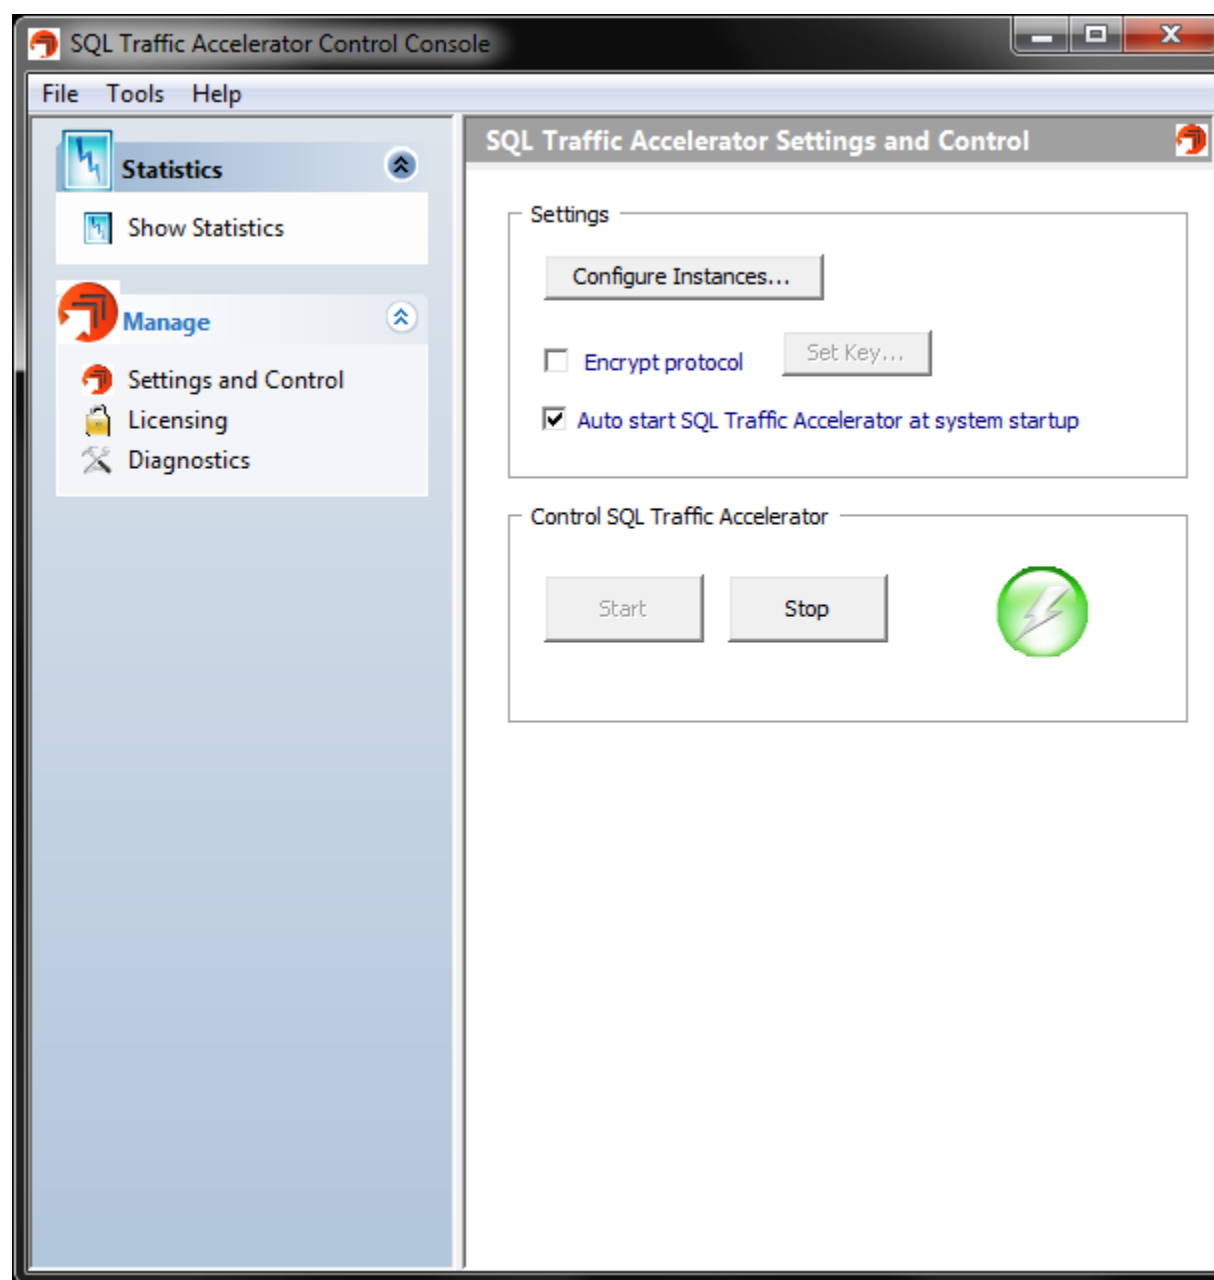 SQL Traffic Accelerator Control Console
File Tools Help
Statistics
Show Statistics
Manage
Settings and Control
Licensing
Diagnostics
SQL Traffic Accelerator Settings and Control
Settings
Configure Instances...
Encrypt protocol Set Key...
Auto start SQL Traffic Accelerator at system startup
Control SQL Traffic Accelerator
Start Stop